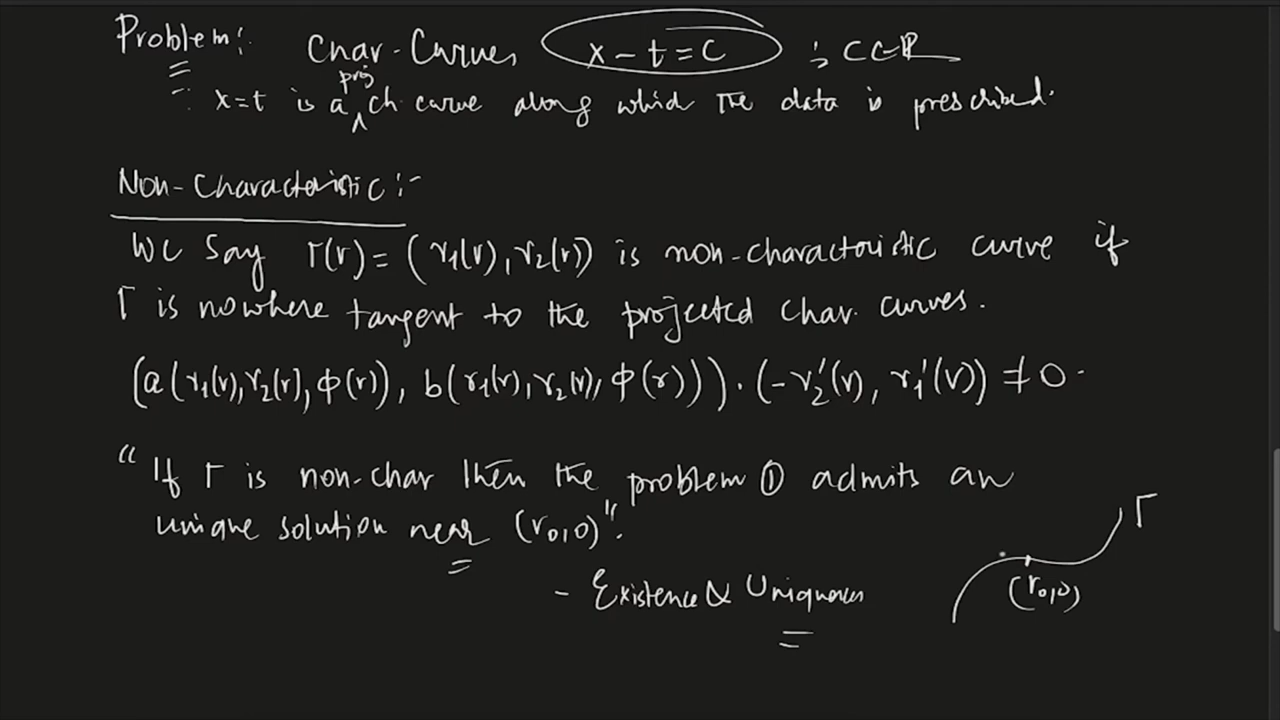 Problem:
Char-Curves x - t = C ; C ∈ ℝ
x = t is a proj ch. curve along which the data is prescribed.
Non-Characteristic :-
We Say Γ(r) = (γ₁(r), γ₂(r)) is non-characteristic curve if
Γ is nowhere tangent to the projected char. curves.
(a(γ₁(r), γ₂(r), φ(r)), b(γ₁(r), γ₂(r), φ(r))) · (-γ₂'(r), γ₁'(r)) ≠ 0.
"If Γ is non-char then the problem ① admits an
unique solution near (r₀,0)".
Γ
(r₀,0)
- Existence & Uniqueness